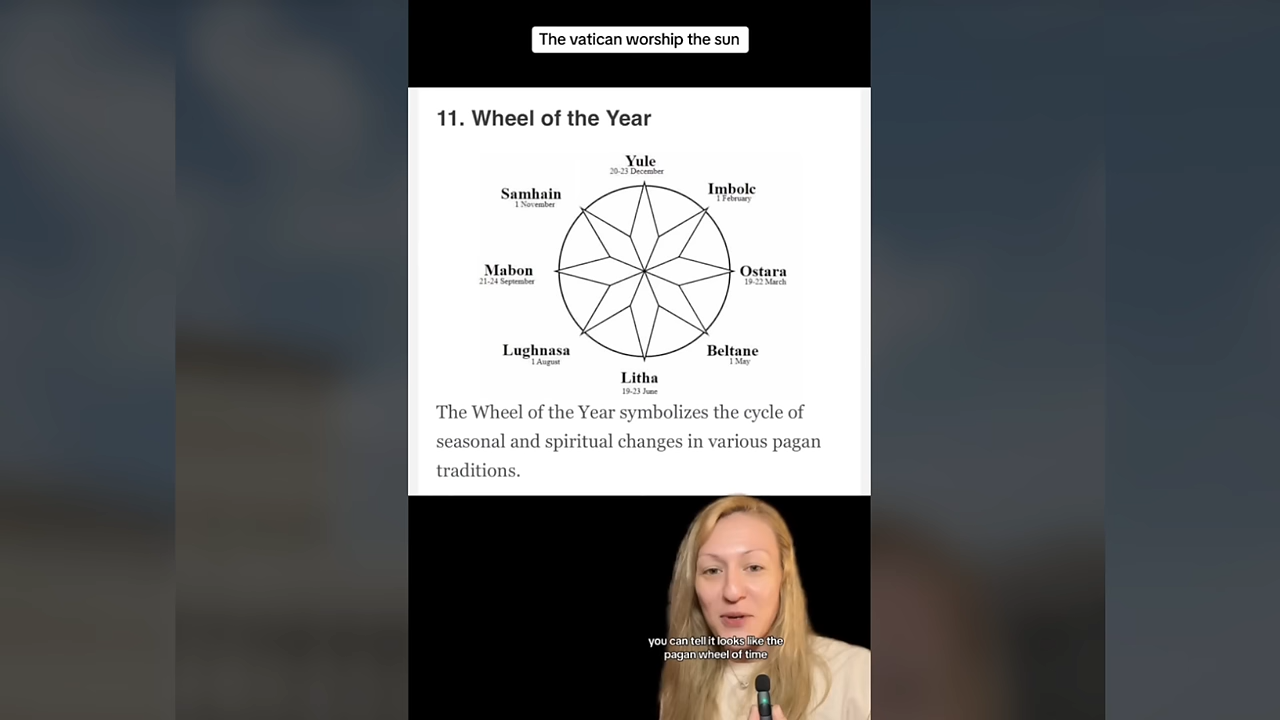 The vatican worship the sun
11. Wheel of the Year
Yule
20-23 December
Samhain
1 November
Imbolc
1 February
Mabon
21-24 September
Ostara
19-22 March
Lughnasa
1 August
Beltane
1 May
Litha
19-23 June
The Wheel of the Year symbolizes the cycle of
seasonal and spiritual changes in various pagan
traditions.
you can tell it looks like the
pagan wheel of time